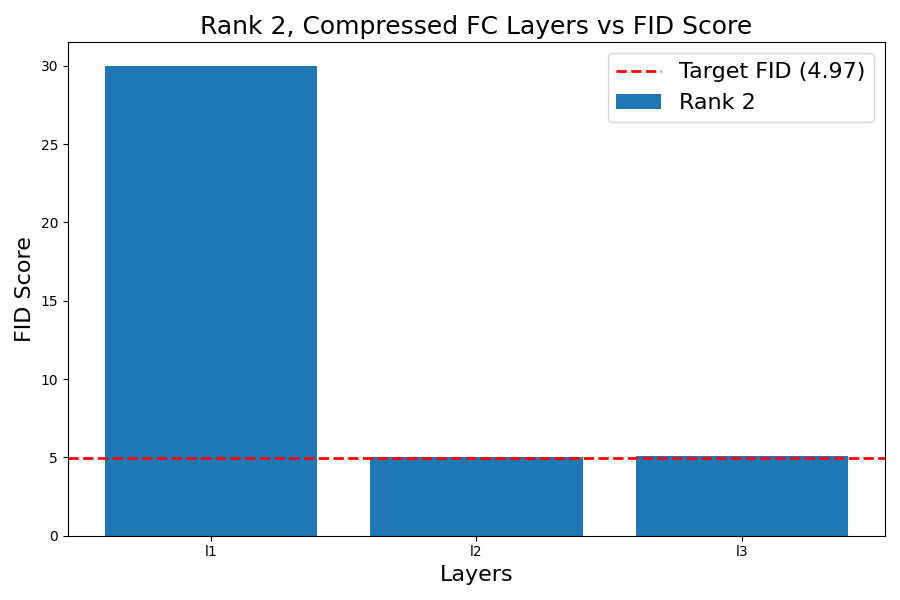 Rank 2, Compressed FC Layers vs FID Score
Target FID (4.97)
Rank 2
FID Score
30
25
20
15
10
5
0
l1 l2 l3
Layers